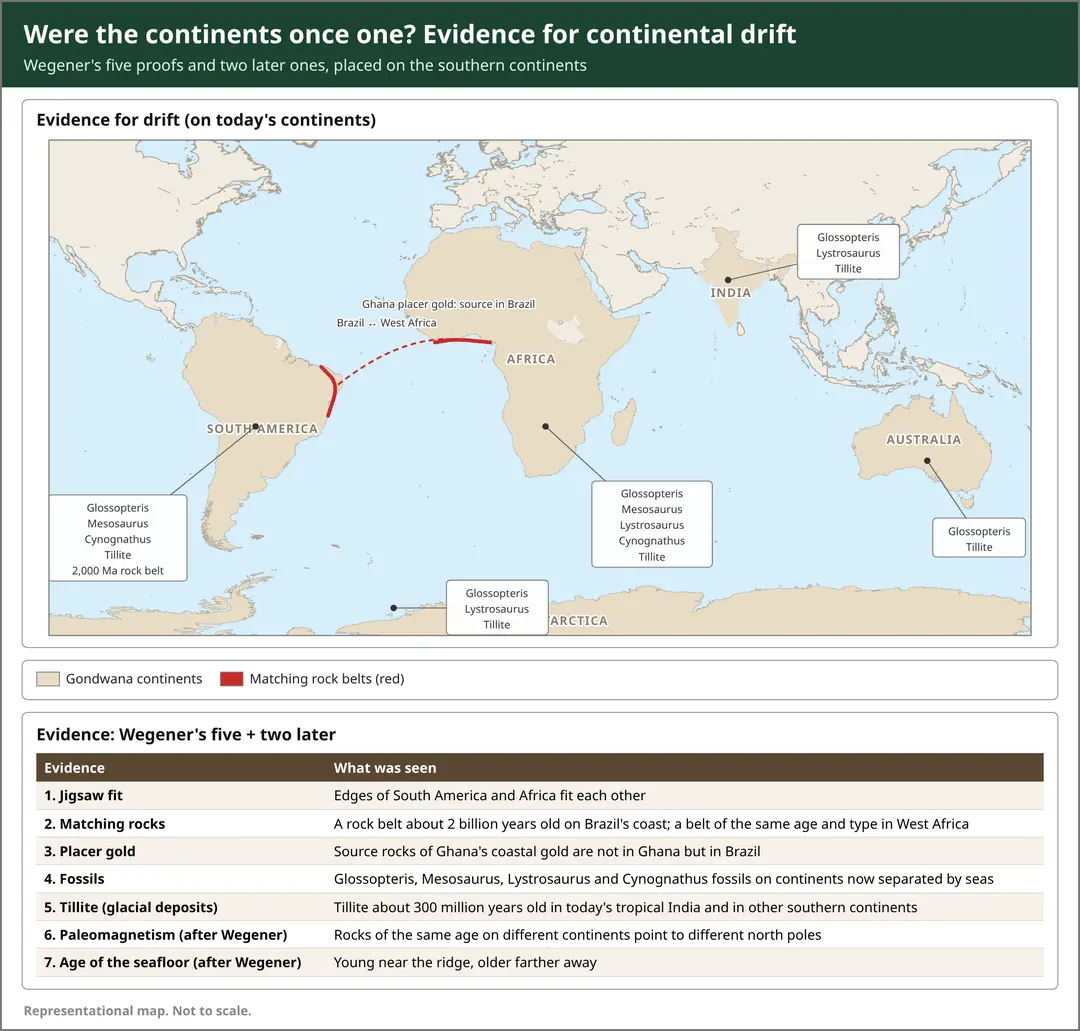 Were the continents once one? Evidence for continental drift
Wegener's five proofs and two later ones, placed on the southern continents
Evidence for drift (on today's continents)
Glossopteris
Lystrosaurus
Tillite
INDIA
Ghana placer gold: source in Brazil
Brazil ↔ West Africa
AFRICA
SOUTH AMERICA
AUSTRALIA
Glossopteris
Mesosaurus
Cynognathus
Tillite
2,000 Ma rock belt
Glossopteris
Mesosaurus
Lystrosaurus
Cynognathus
Tillite
Glossopteris
Tillite
Glossopteris
Lystrosaurus
Tillite
ARCTICA
Gondwana continents
Matching rock belts (red)
Evidence: Wegener's five + two later
Evidence What was seen
1. Jigsaw fit Edges of South America and Africa fit each other
2. Matching rocks A rock belt about 2 billion years old on Brazil's coast; a belt of the same age and type in West Africa
3. Placer gold Source rocks of Ghana's coastal gold are not in Ghana but in Brazil
4. Fossils Glossopteris, Mesosaurus, Lystrosaurus and Cynognathus fossils on continents now separated by seas
5. Tillite (glacial deposits) Tillite about 300 million years old in today's tropical India and in other southern continents
6. Paleomagnetism (after Wegener) Rocks of the same age on different continents point to different north poles
7. Age of the seafloor (after Wegener) Young near the ridge, older farther away
Representational map. Not to scale.